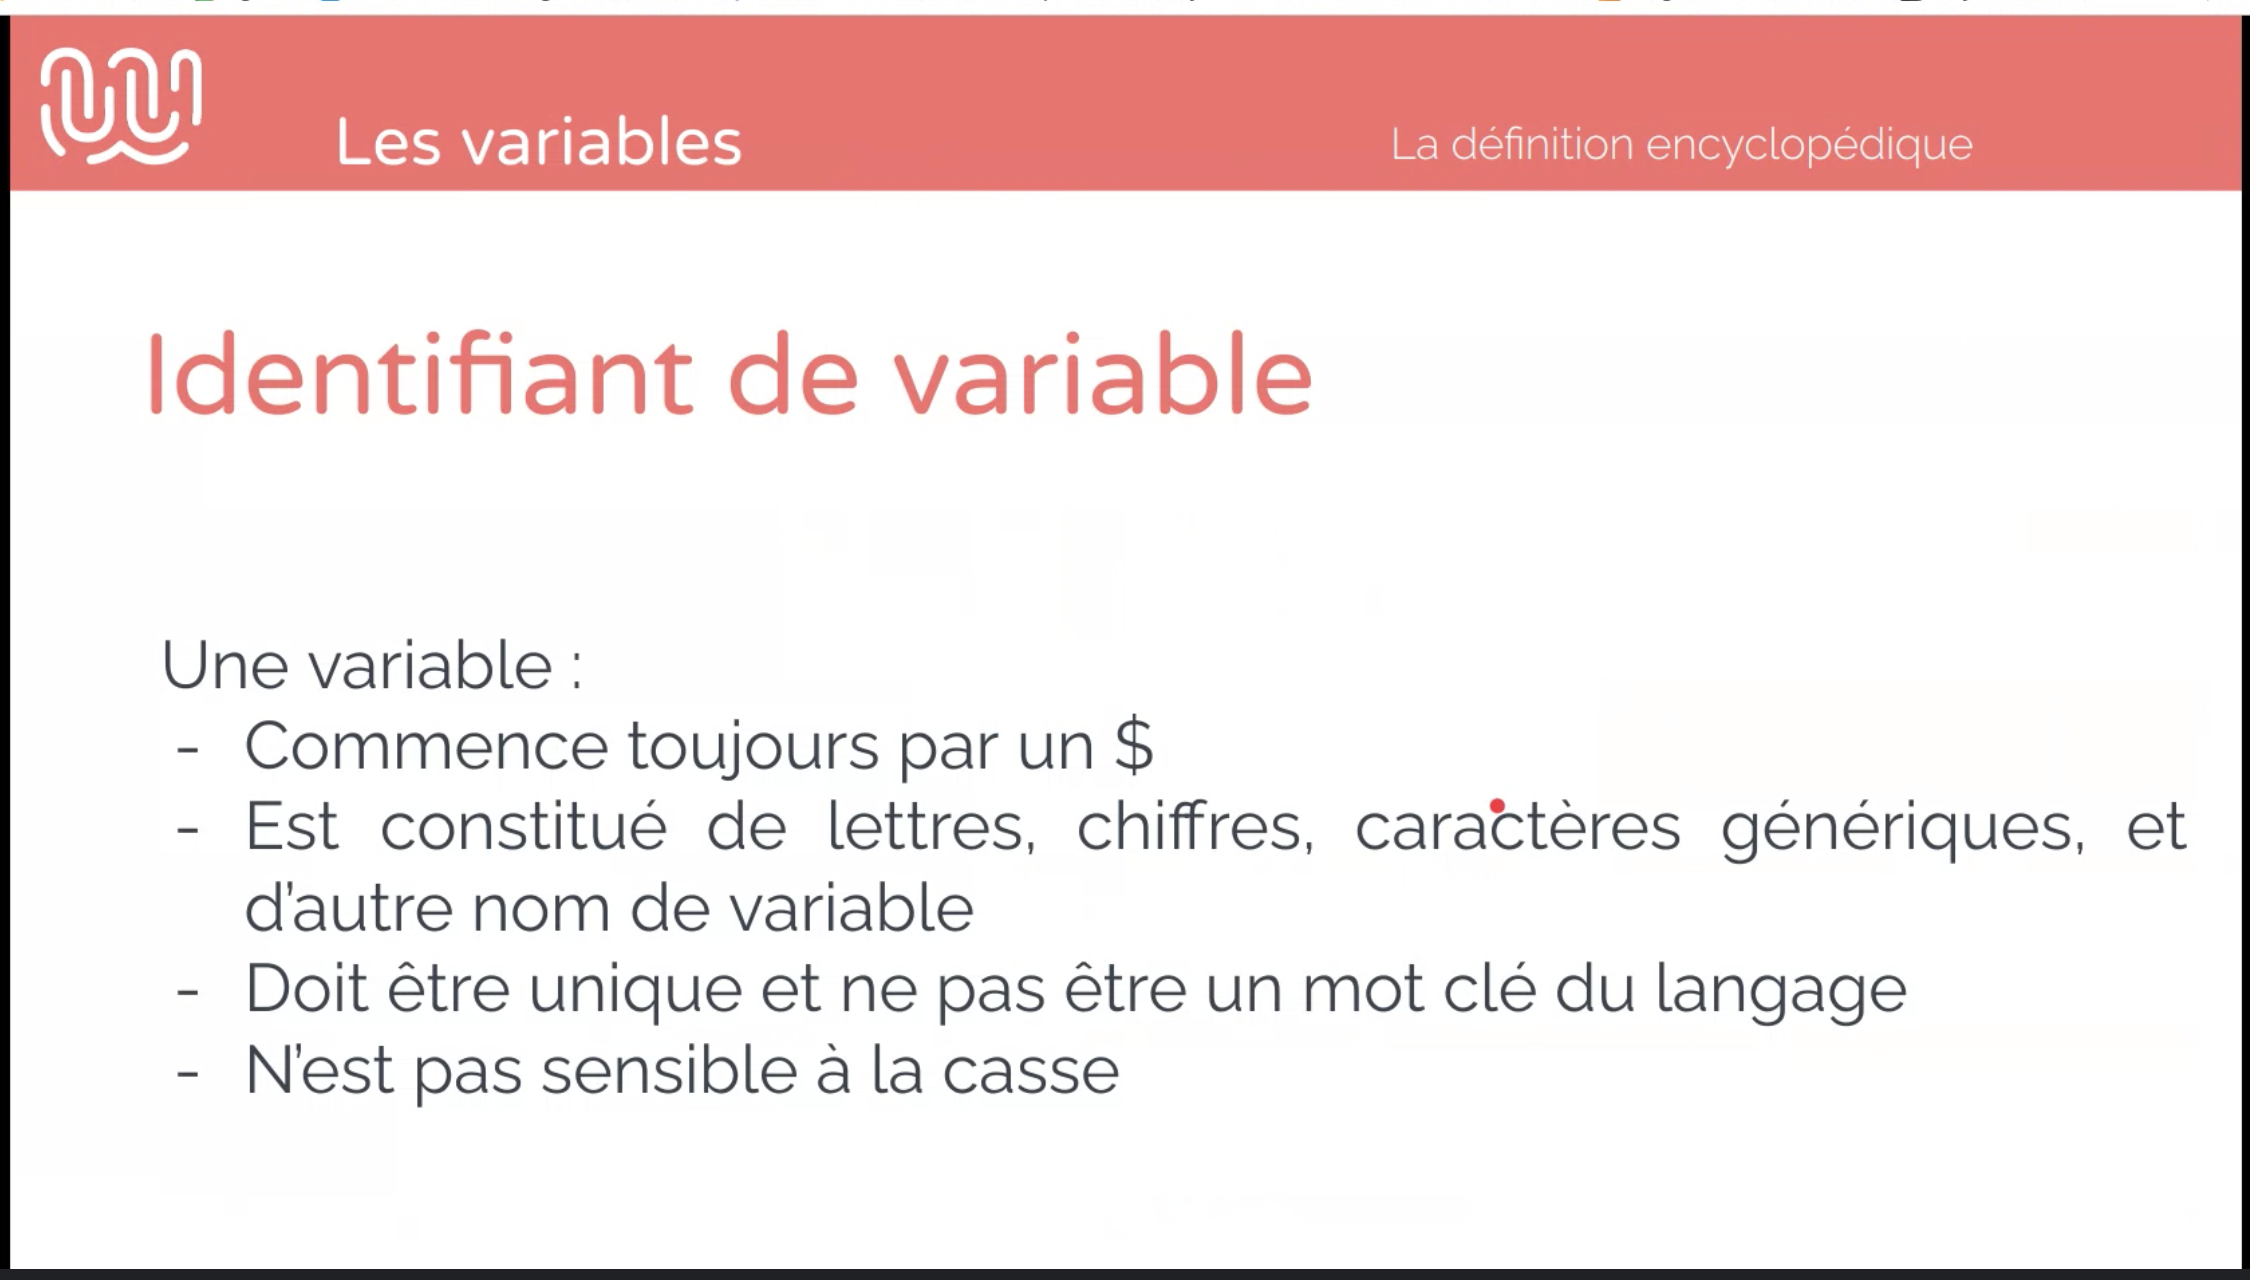 Les variables
La définition encyclopédique
Identifiant de variable
Une variable :
- Commence toujours par un $
- Est constitué de lettres, chiffres, caractères génériques, et
d'autre nom de variable
- Doit être unique et ne pas être un mot clé du langage
- N'est pas sensible à la casse